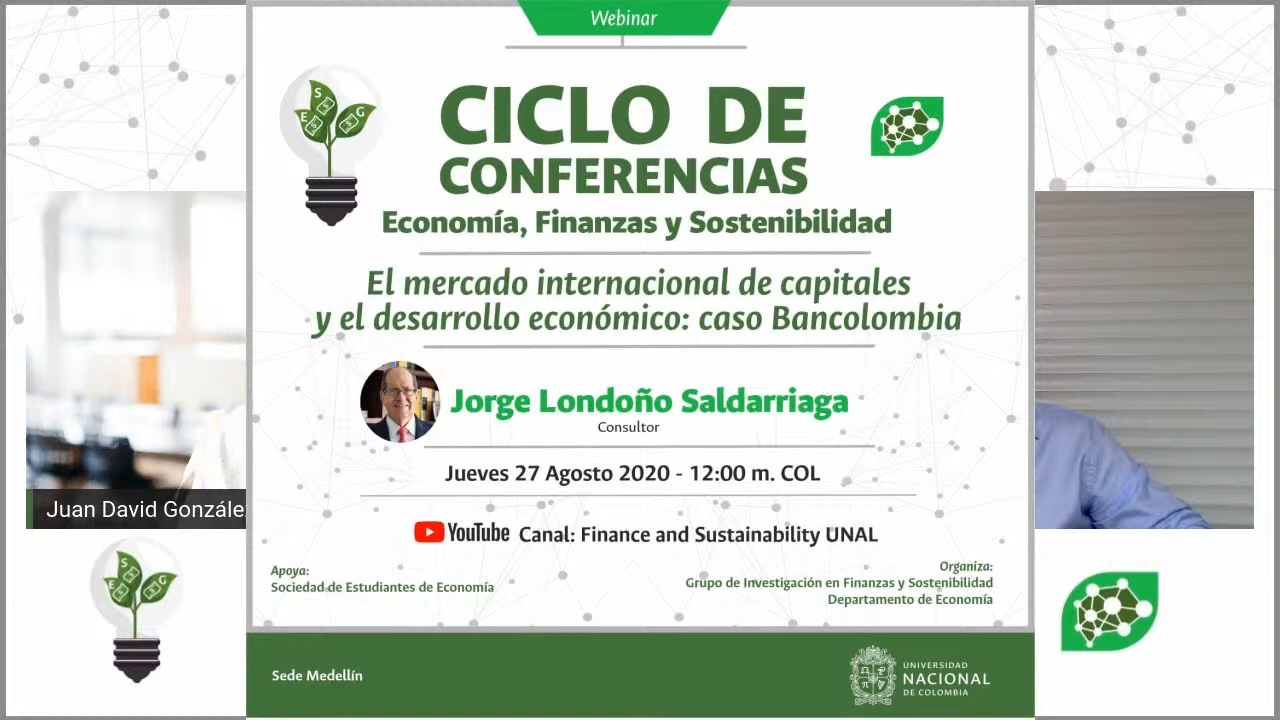 Webinar
CICLO DE
CONFERENCIAS
Economía, Finanzas y Sostenibilidad
El mercado internacional de capitales
y el desarrollo económico: caso Bancolombia
Jorge Londoño Saldarriaga
Consultor
Jueves 27 Agosto 2020 - 12:00 m. COL
YouTube Canal: Finance and Sustainability UNAL
Apoya:
Sociedad de Estudiantes de Economía
Organiza:
Grupo de Investigación en Finanzas y Sostenibilidad
Departamento de Economía
Sede Medellín
UNIVERSIDAD
NACIONAL
DE COLOMBIA
Juan David Gonzále
S
E
G
S
E
G